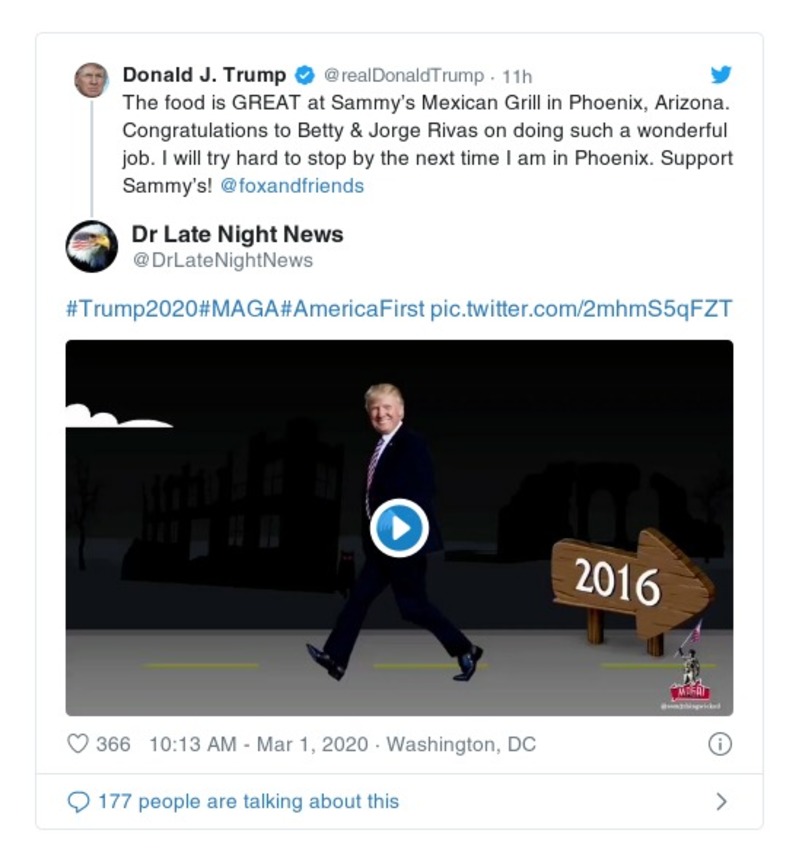 Donald J. Trump @realDonaldTrump · 11h
The food is GREAT at Sammy's Mexican Grill in Phoenix, Arizona.
Congratulations to Betty & Jorge Rivas on doing such a wonderful
job. I will try hard to stop by the next time I am in Phoenix. Support
Sammy's! @foxandfriends
Dr Late Night News
@DrLateNightNews
#Trump2020#MAGA#AmericaFirst pic.twitter.com/2mhmS5qFZT
2016
366 10:13 AM - Mar 1, 2020 · Washington, DC
177 people are talking about this